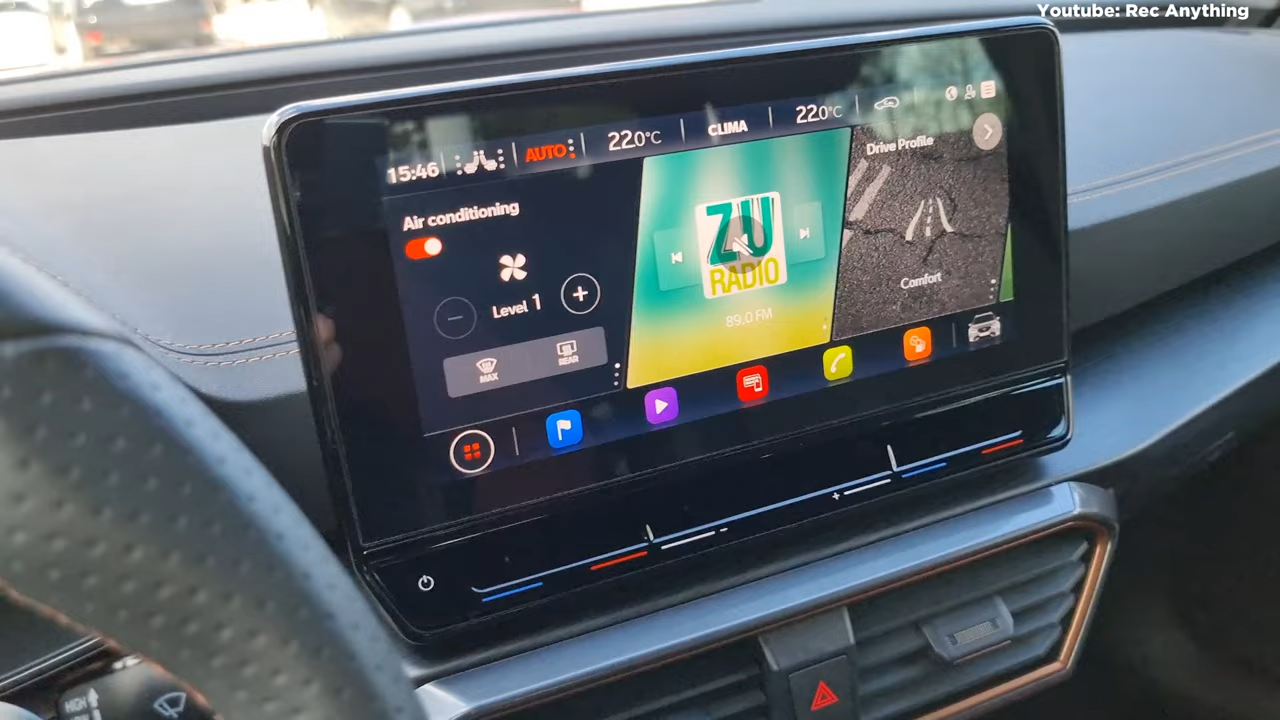 Youtube: Rec Anything
15:46
AUTO
22.0°C
CLIMA
22.0°C
Air conditioning
Level 1
MAX
REAR
ZU
RADIO
89.0 FM
Drive Profile
Comfort
HIGH